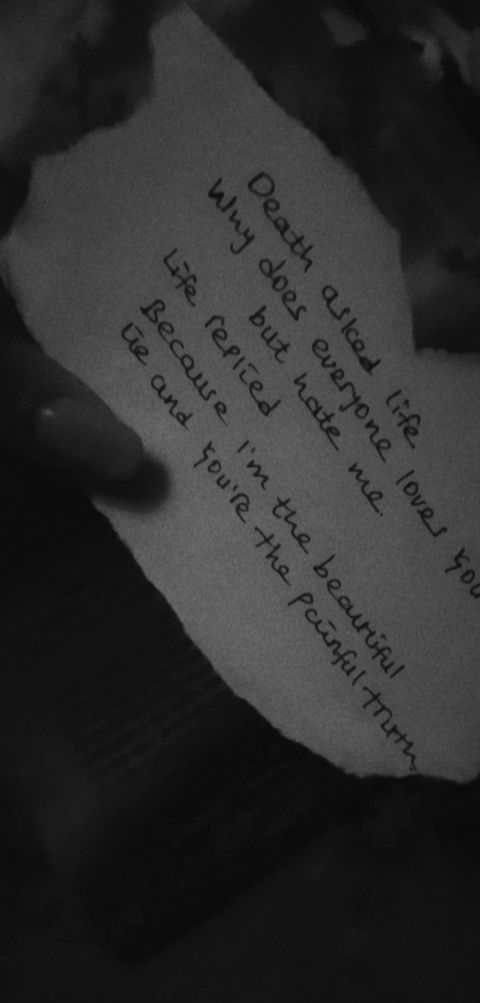 Death asked life
Why does everyone loves you
but hate me.
Life replied
Because I'm the beautiful
lie and you're the painful truth.